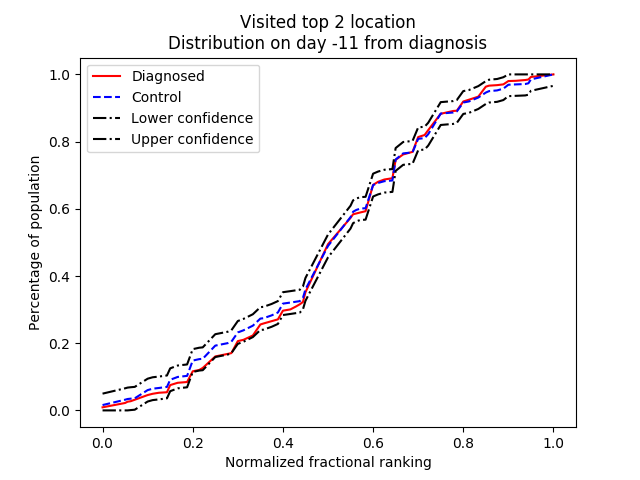 Visited top 2 location
Distribution on day -11 from diagnosis
Diagnosed
Control
Lower confidence
Upper confidence
Percentage of population
1.0
0.8
0.6
0.4
0.2
0.0
0.0 0.2 0.4 0.6 0.8 1.0
Normalized fractional ranking